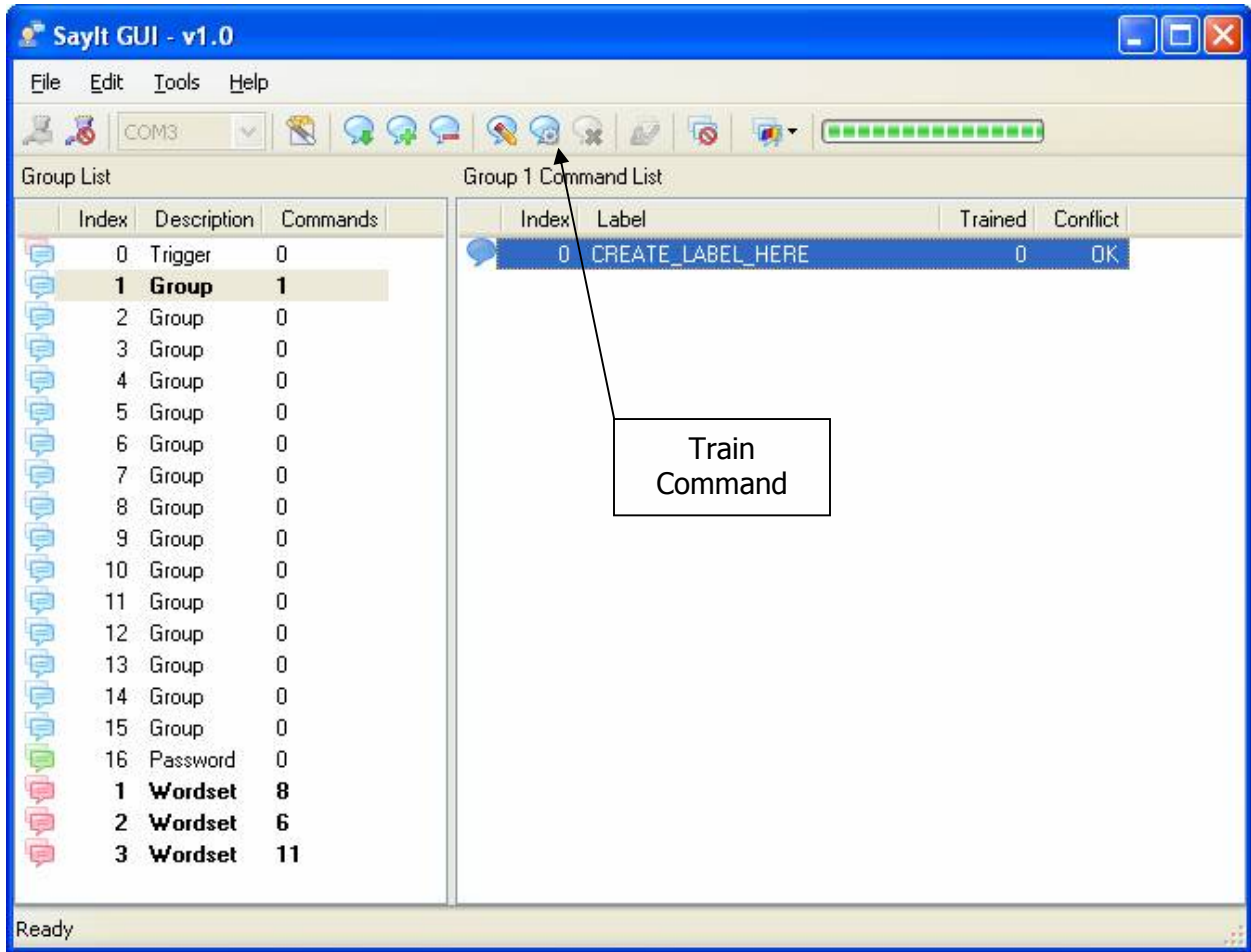 SayIt GUI - v1.0
File Edit Tools Help
COM3
Group List
Group 1 Command List
Index Description Commands
Index Label Trained Conflict
0 Trigger 0
0 CREATE_LABEL_HERE 0 OK
1 Group 1
2 Group 0
3 Group 0
4 Group 0
5 Group 0
6 Group 0
7 Group 0
8 Group 0
9 Group 0
10 Group 0
11 Group 0
12 Group 0
13 Group 0
14 Group 0
15 Group 0
16 Password 0
1 Wordset 8
2 Wordset 6
3 Wordset 11
Train
Command
Ready